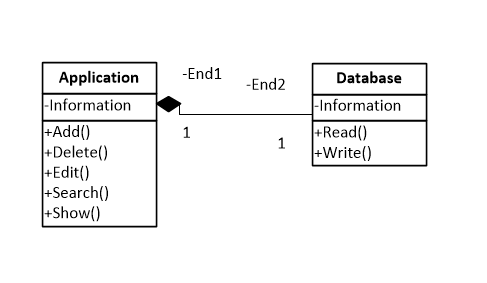 Application
-Information
+Add()
+Delete()
+Edit()
+Search()
+Show()
-End1
-End2
1
1
Database
-Information
+Read()
+Write()